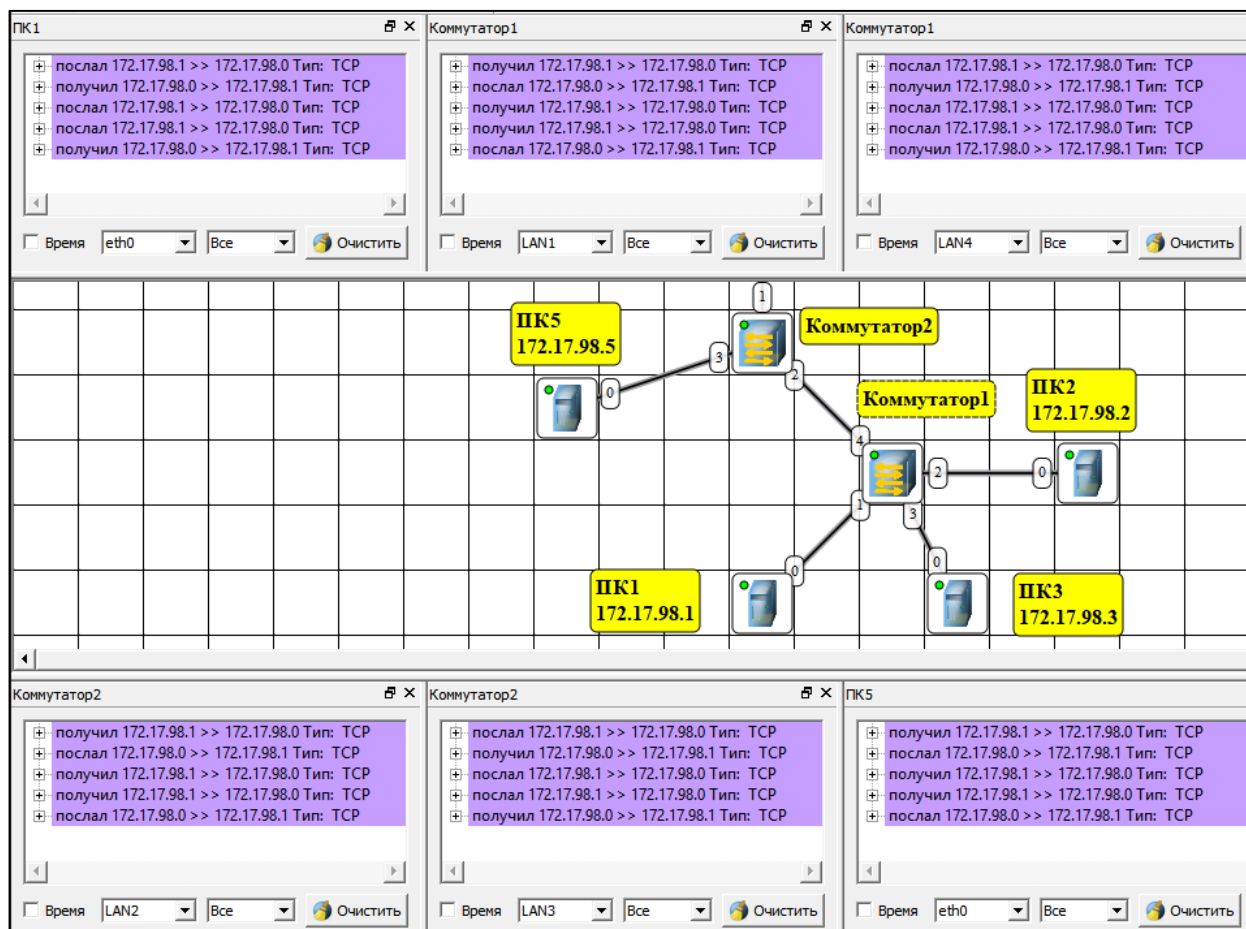 ПК1
послал 172.17.98.1 >> 172.17.98.0 Тип: TCP
получил 172.17.98.0 >> 172.17.98.1 Тип: TCP
послал 172.17.98.1 >> 172.17.98.0 Тип: TCP
послал 172.17.98.1 >> 172.17.98.0 Тип: TCP
получил 172.17.98.0 >> 172.17.98.1 Тип: TCP
Время eth0 Все Очистить
Коммутатор1
получил 172.17.98.1 >> 172.17.98.0 Тип: TCP
послал 172.17.98.0 >> 172.17.98.1 Тип: TCP
получил 172.17.98.1 >> 172.17.98.0 Тип: TCP
получил 172.17.98.1 >> 172.17.98.0 Тип: TCP
послал 172.17.98.0 >> 172.17.98.1 Тип: TCP
Время LAN1 Все Очистить
Коммутатор1
послал 172.17.98.1 >> 172.17.98.0 Тип: TCP
получил 172.17.98.0 >> 172.17.98.1 Тип: TCP
послал 172.17.98.1 >> 172.17.98.0 Тип: TCP
послал 172.17.98.1 >> 172.17.98.0 Тип: TCP
получил 172.17.98.0 >> 172.17.98.1 Тип: TCP
Время LAN4 Все Очистить
1
ПК5
172.17.98.5
Коммутатор2
3
2
0
Коммутатор1
ПК2
172.17.98.2
4
2
0
1
3
0
0
ПК1
172.17.98.1
ПК3
172.17.98.3
Коммутатор2
получил 172.17.98.1 >> 172.17.98.0 Тип: TCP
послал 172.17.98.0 >> 172.17.98.1 Тип: TCP
получил 172.17.98.1 >> 172.17.98.0 Тип: TCP
получил 172.17.98.1 >> 172.17.98.0 Тип: TCP
послал 172.17.98.0 >> 172.17.98.1 Тип: TCP
Время LAN2 Все Очистить
Коммутатор2
послал 172.17.98.1 >> 172.17.98.0 Тип: TCP
получил 172.17.98.0 >> 172.17.98.1 Тип: TCP
послал 172.17.98.1 >> 172.17.98.0 Тип: TCP
послал 172.17.98.1 >> 172.17.98.0 Тип: TCP
получил 172.17.98.0 >> 172.17.98.1 Тип: TCP
Время LAN3 Все Очистить
ПК5
получил 172.17.98.1 >> 172.17.98.0 Тип: TCP
послал 172.17.98.0 >> 172.17.98.1 Тип: TCP
получил 172.17.98.1 >> 172.17.98.0 Тип: TCP
получил 172.17.98.1 >> 172.17.98.0 Тип: TCP
послал 172.17.98.0 >> 172.17.98.1 Тип: TCP
Время eth0 Все Очистить